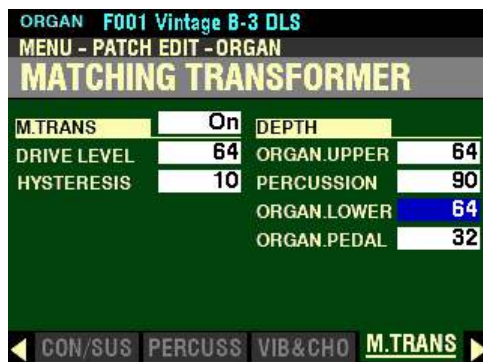 ORGAN F001 Vintage B-3 DLS
MENU - PATCH EDIT - ORGAN
MATCHING TRANSFORMER
M.TRANS On DEPTH
DRIVE LEVEL 64 ORGAN.UPPER 64
HYSTERESIS 10 PERCUSSION 90
ORGAN.LOWER 64
ORGAN.PEDAL 32
CON/SUS PERCUSS VIB&CHO M.TRANS